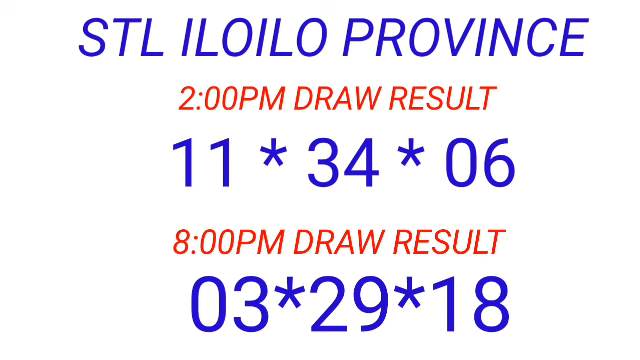 STL ILOILO PROVINCE
2:00PM DRAW RESULT
11 * 34 * 06
8:00PM DRAW RESULT
03*29*18